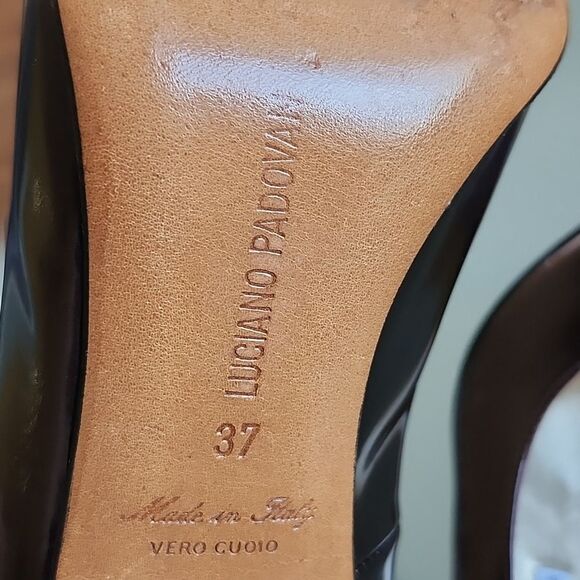 LUCIANO PADOVAN
37
Made in Italy
VERO CUOIO